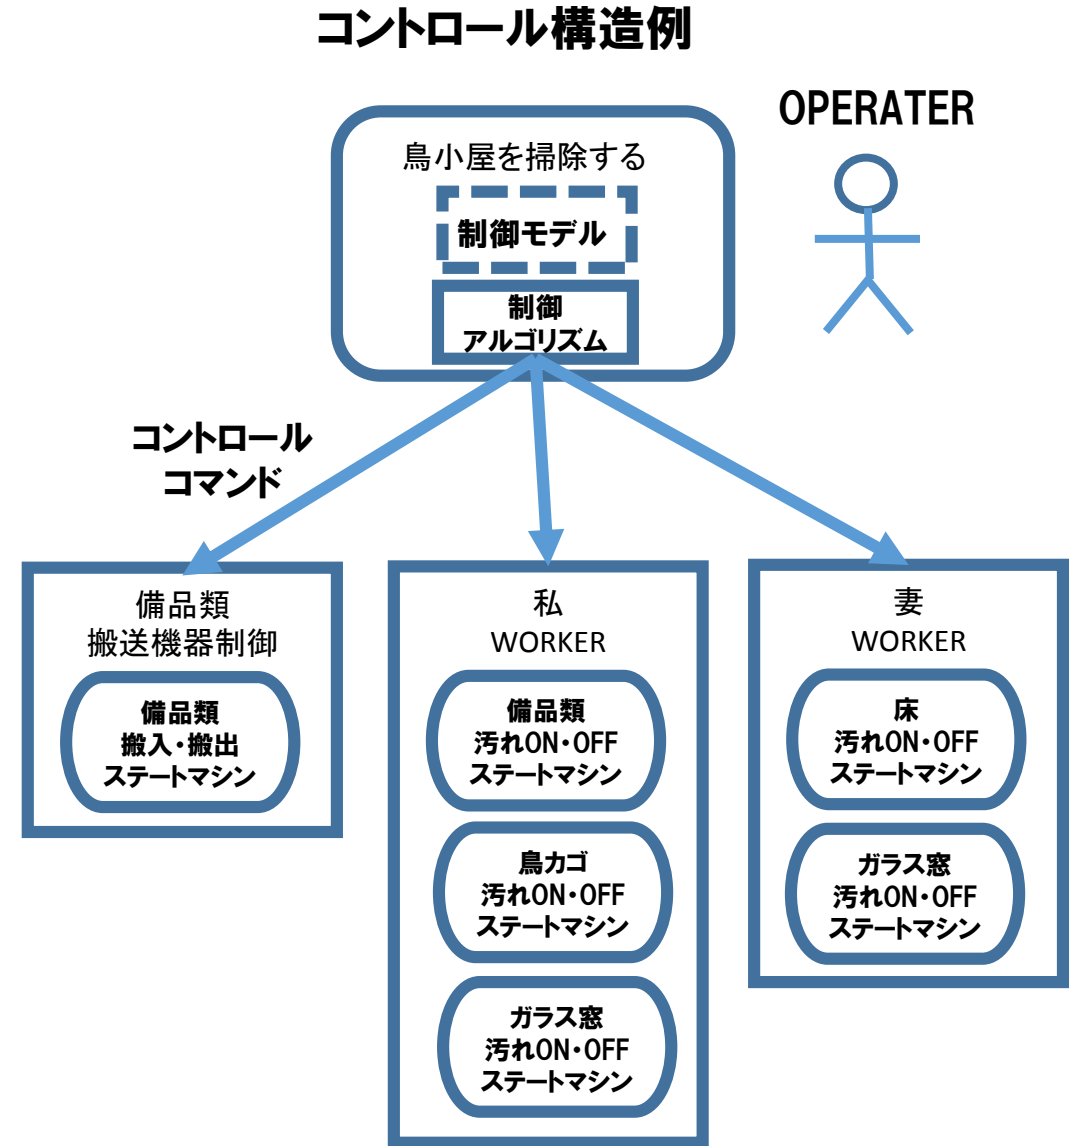 コントロール構造例
OPERATER
鳥小屋を掃除する
制御モデル
制御
アルゴリズム
コントロール
コマンド
備品類
搬送機器制御
備品類
搬入・搬出
ステートマシン
私
WORKER
備品類
汚れON・OFF
ステートマシン
鳥カゴ
汚れON・OFF
ステートマシン
ガラス窓
汚れON・OFF
ステートマシン
妻
WORKER
床
汚れON・OFF
ステートマシン
ガラス窓
汚れON・OFF
ステートマシン